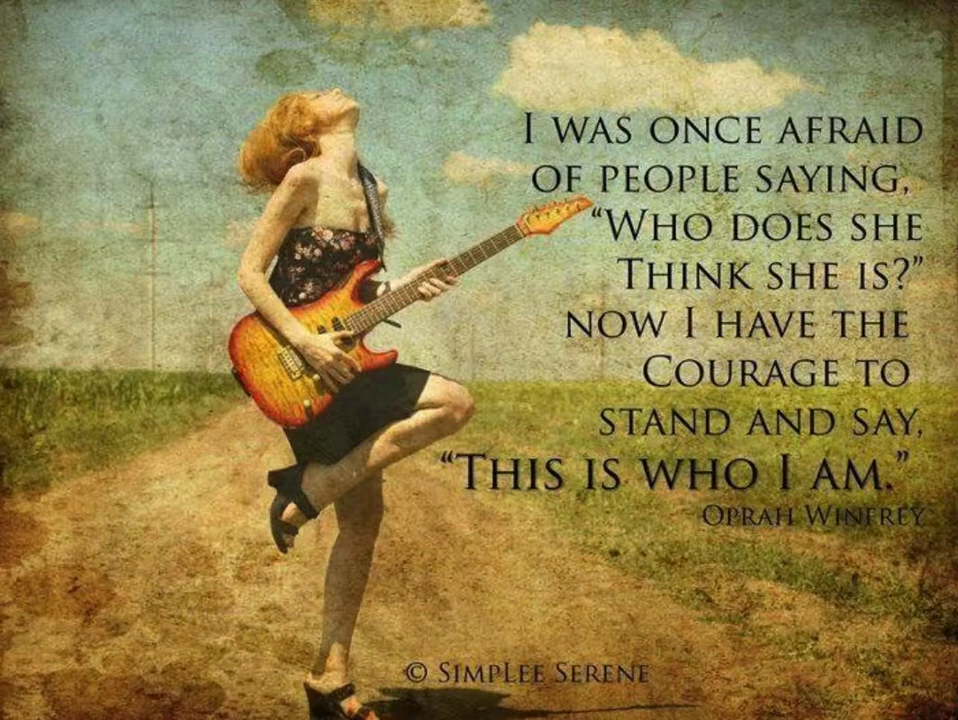 I WAS ONCE AFRAID
OF PEOPLE SAYING,
“WHO DOES SHE
THINK SHE IS?”
NOW I HAVE THE
COURAGE TO
STAND AND SAY,
“THIS IS WHO I AM.”
OPRAH WINFREY
© SIMPLEE SERENE